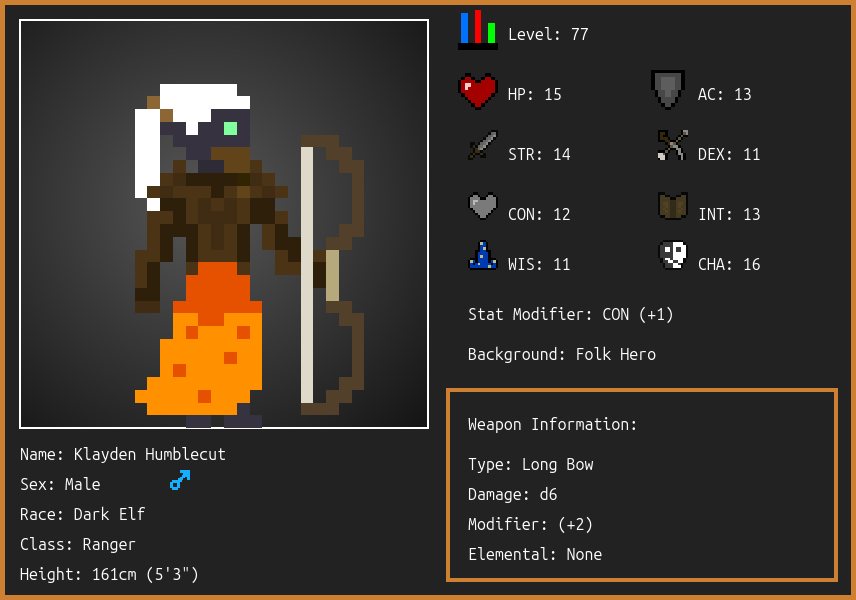 Level: 77
HP: 15
AC: 13
STR: 14
DEX: 11
CON: 12
INT: 13
WIS: 11
CHA: 16
Stat Modifier: CON (+1)
Background: Folk Hero
Weapon Information:
Type: Long Bow
Damage: d6
Modifier: (+2)
Elemental: None
Name: Klayden Humblecut
Sex: Male
Race: Dark Elf
Class: Ranger
Height: 161cm (5'3")